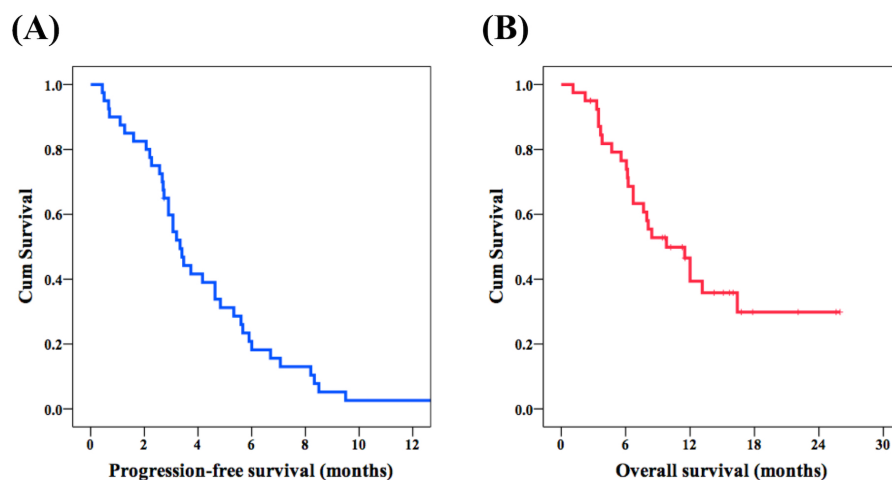 (A)
(B)
Cum Survival
1.0
0.8
0.6
0.4
0.2
0.0
0 2 4 6 8 10 12
Progression-free survival (months)
Cum Survival
1.0
0.8
0.6
0.4
0.2
0.0
0 6 12 18 24 30
Overall survival (months)